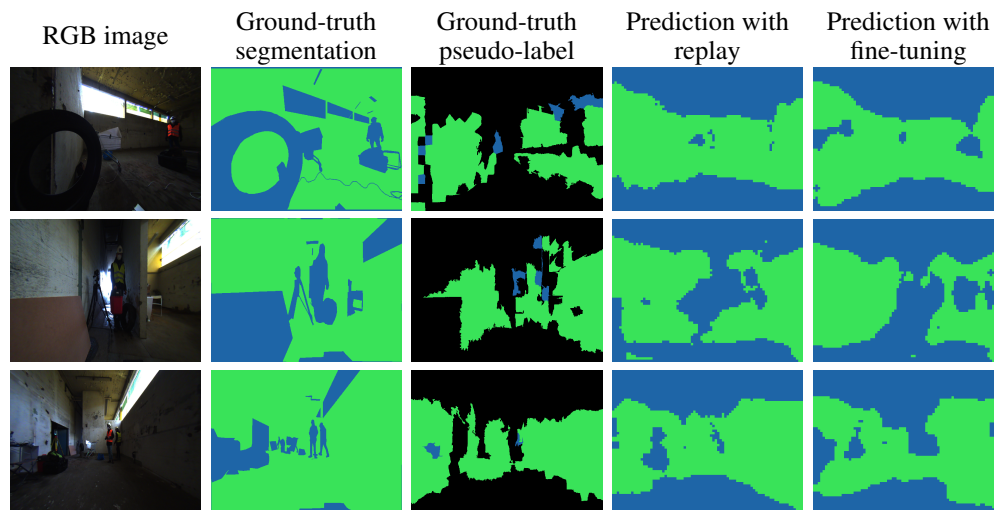 RGB image
Ground-truth
segmentation
Ground-truth
pseudo-label
Prediction with
replay
Prediction with
fine-tuning